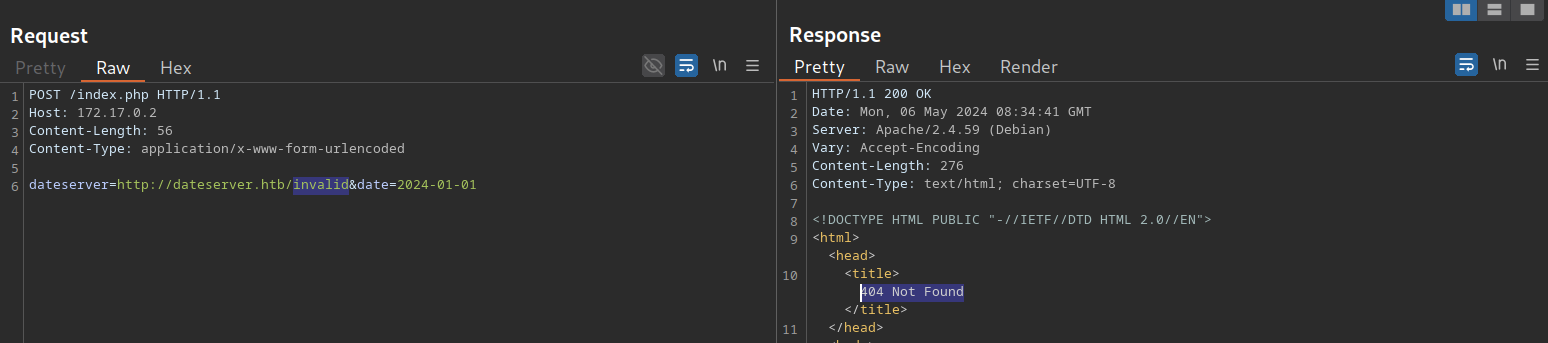 Request
Pretty Raw Hex \n
1 POST /index.php HTTP/1.1
2 Host: 172.17.0.2
3 Content-Length: 56
4 Content-Type: application/x-www-form-urlencoded
5
6 dateserver=http://dateserver.htb/invalid&date=2024-01-01
Response
Pretty Raw Hex Render \n
1 HTTP/1.1 200 OK
2 Date: Mon, 06 May 2024 08:34:41 GMT
3 Server: Apache/2.4.59 (Debian)
4 Vary: Accept-Encoding
5 Content-Length: 276
6 Content-Type: text/html; charset=UTF-8
7
8 <!DOCTYPE HTML PUBLIC "-//IETF//DTD HTML 2.0//EN">
9 <html>
<head>
10 <title>
404 Not Found
</title>
11 </head>